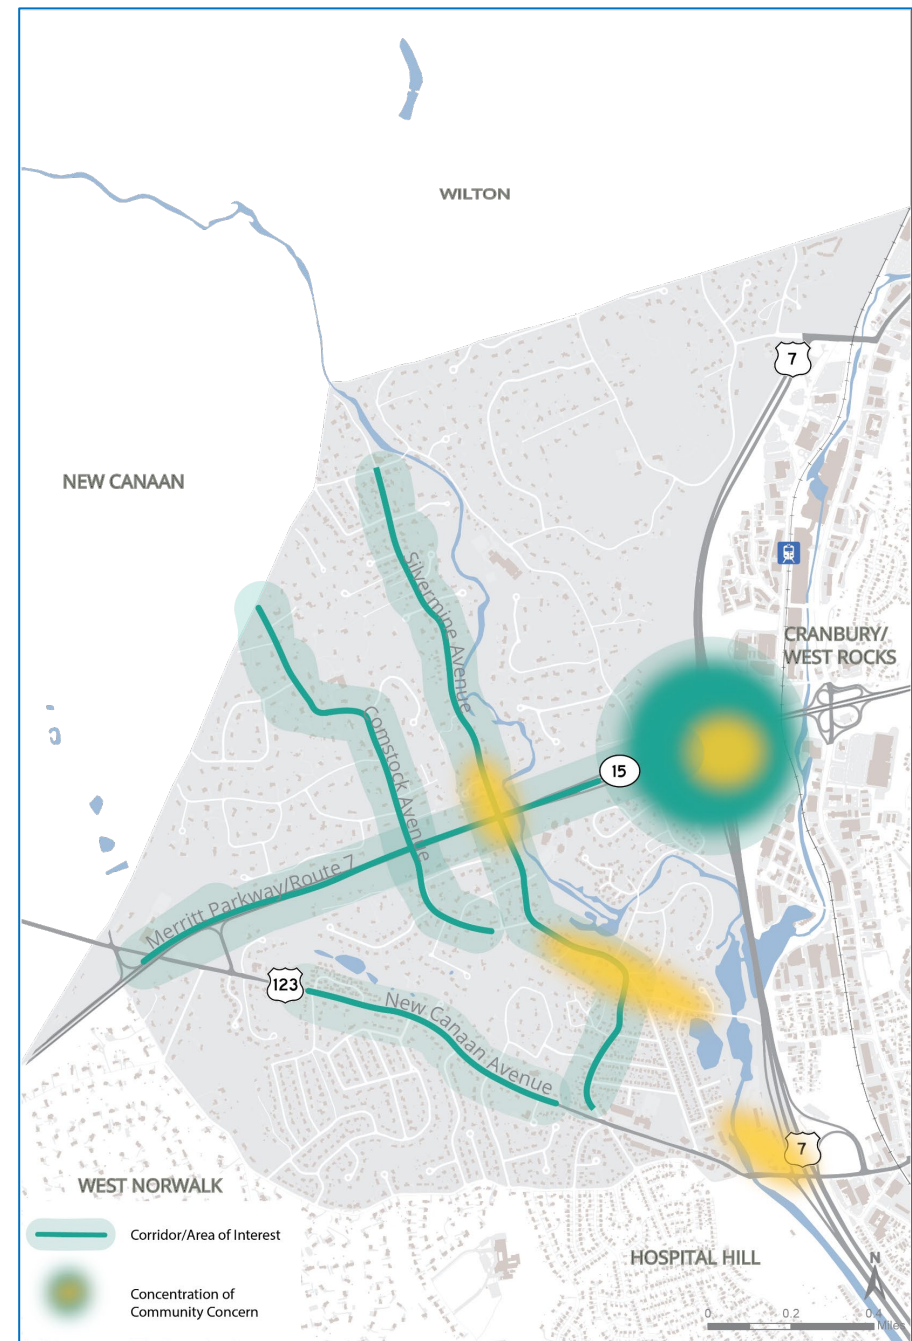 WILTON
7
NEW CANAAN
Silvermine Avenue
CRANBURY/
WEST ROCKS
Comstock Avenue
15
Merritt Parkway/Route 7
123
New Canaan Avenue
7
WEST NORWALK
Corridor/Area of Interest
HOSPITAL HILL
N
Concentration of
Community Concern
0 0.2 0.4
Miles